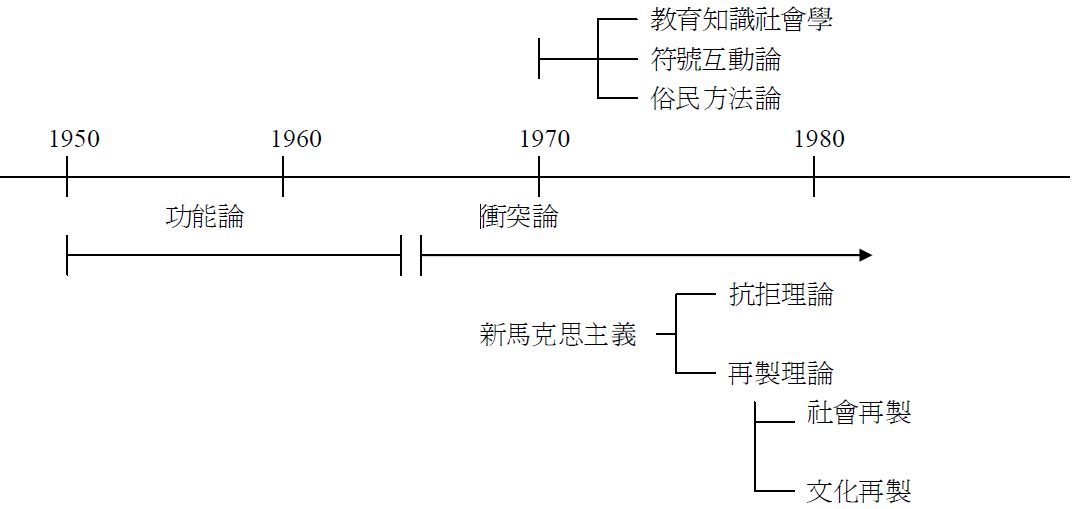 教育知識社會學
符號互動論
俗民方法論
1950 1960 1970 1980
功能論 衝突論
抗拒理論
新馬克思主義
再製理論
社會再製
文化再製